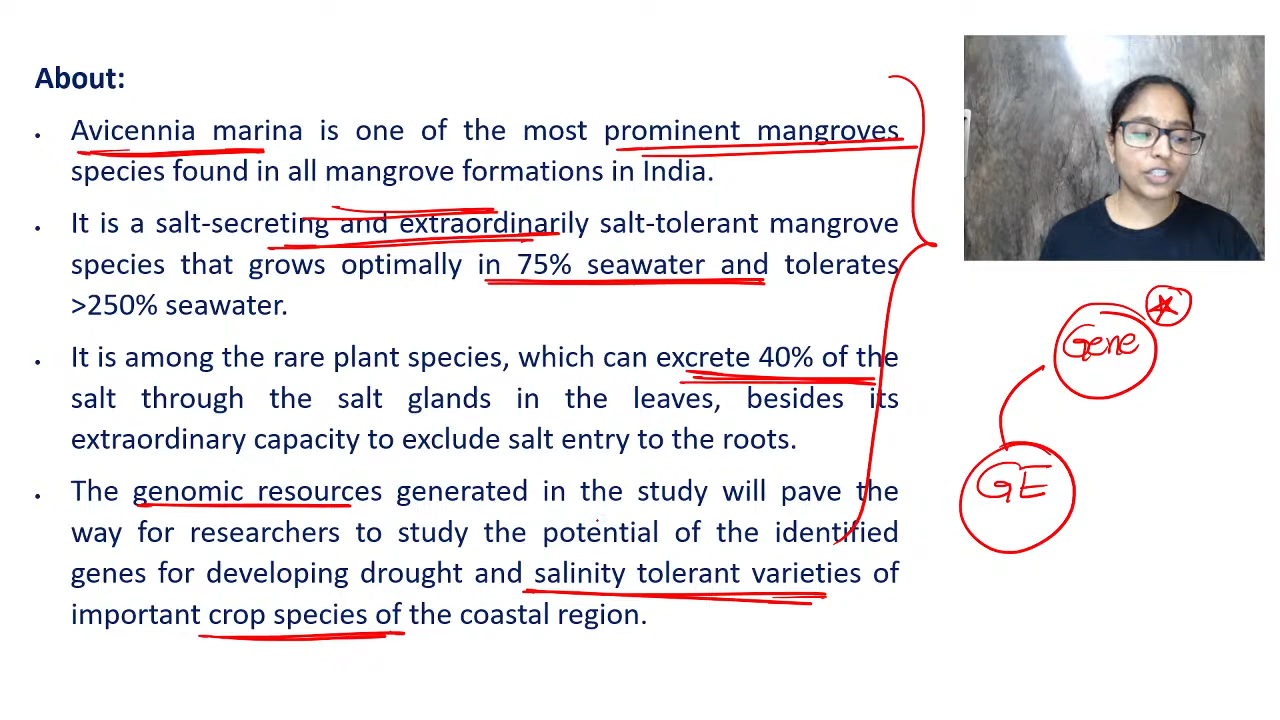 About:
• Avicennia marina is one of the most prominent mangroves
species found in all mangrove formations in India.
• It is a salt-secreting and extraordinarily salt-tolerant mangrove
species that grows optimally in 75% seawater and tolerates
>250% seawater.
• It is among the rare plant species, which can excrete 40% of the
salt through the salt glands in the leaves, besides its
extraordinary capacity to exclude salt entry to the roots.
• The genomic resources generated in the study will pave the
way for researchers to study the potential of the identified
genes for developing drought and salinity tolerant varieties of
important crop species of the coastal region.
Gene
GE